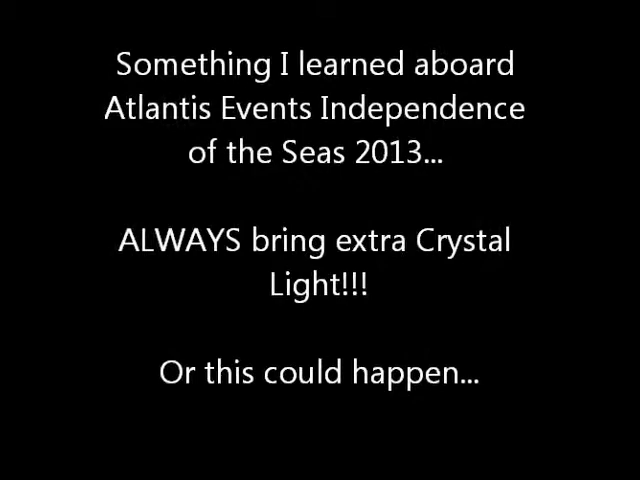 Something I learned aboard
Atlantis Events Independence
of the Seas 2013...
ALWAYS bring extra Crystal
Light!!!
Or this could happen...